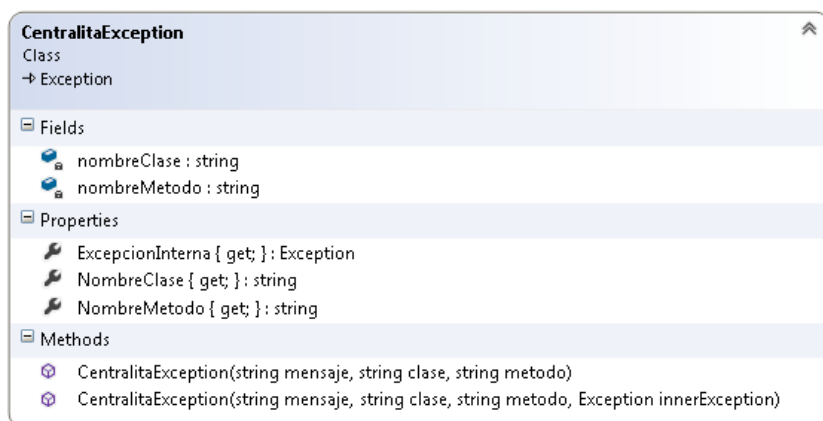 CentralitaException
Class
Exception
Fields
nombreClase : string
nombreMetodo : string
Properties
ExcepcionInterna { get; } : Exception
NombreClase { get; } : string
NombreMetodo { get; } : string
Methods
CentralitaException(string mensaje, string clase, string metodo)
CentralitaException(string mensaje, string clase, string metodo, Exception innerException)